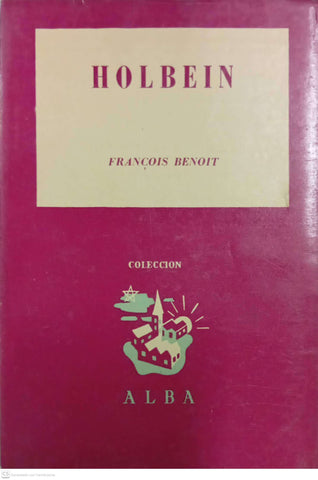 HOLBEIN
FRANÇOIS BENOIT
COLECCION
ALBA